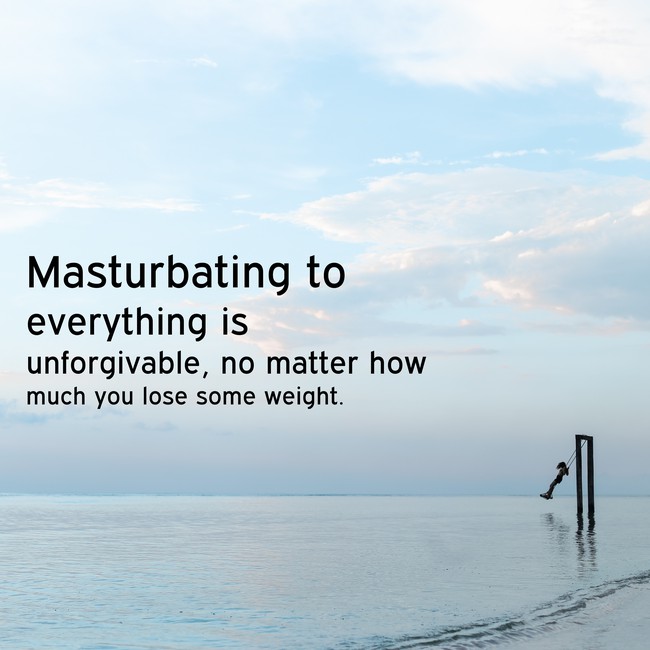 Masturbating to
everything is
unforgivable, no matter how
much you lose some weight.